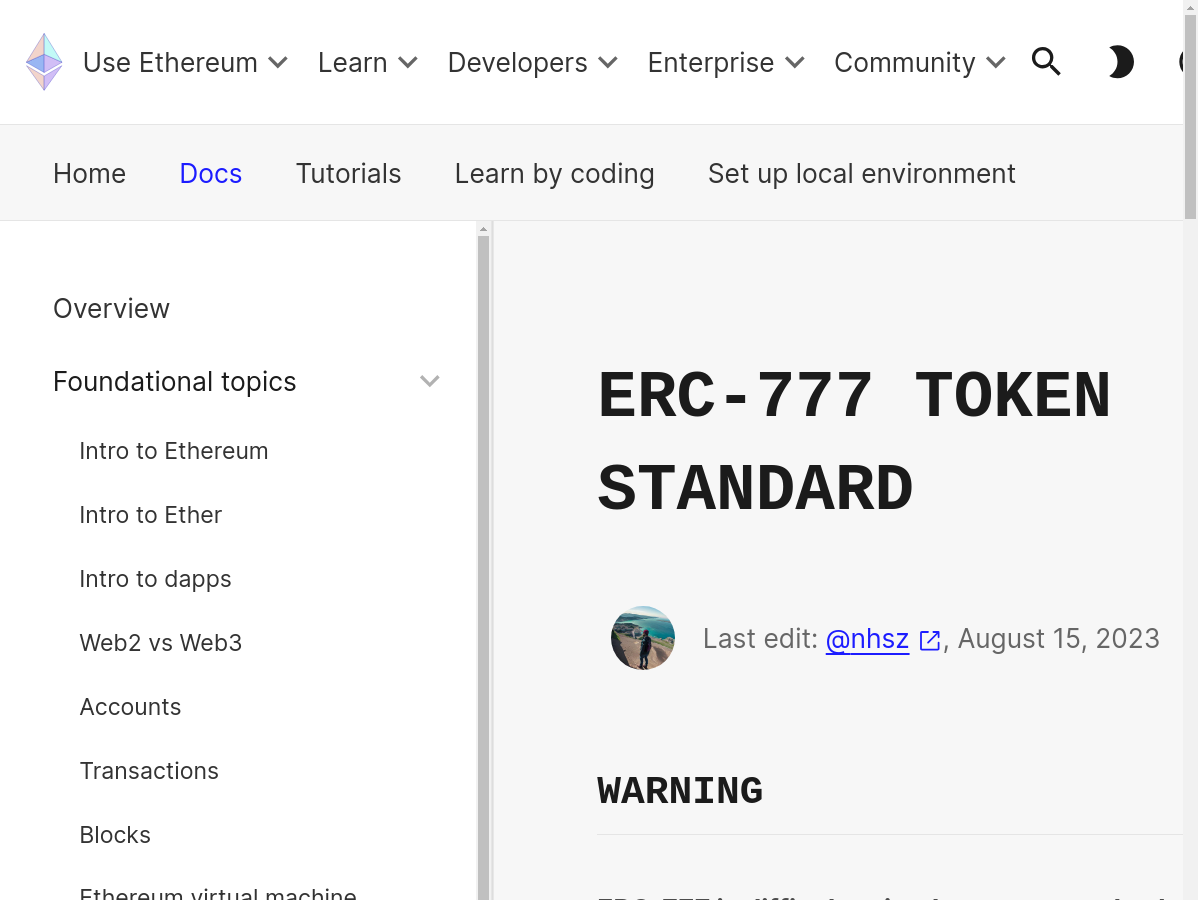 Use Ethereum Learn Developers Enterprise Community
Home Docs Tutorials Learn by coding Set up local environment
Overview
Foundational topics
Intro to Ethereum
Intro to Ether
Intro to dapps
Web2 vs Web3
Accounts
Transactions
Blocks
Ethereum virtual machine
ERC-777 TOKEN
STANDARD
Last edit: @nhsz, August 15, 2023
WARNING